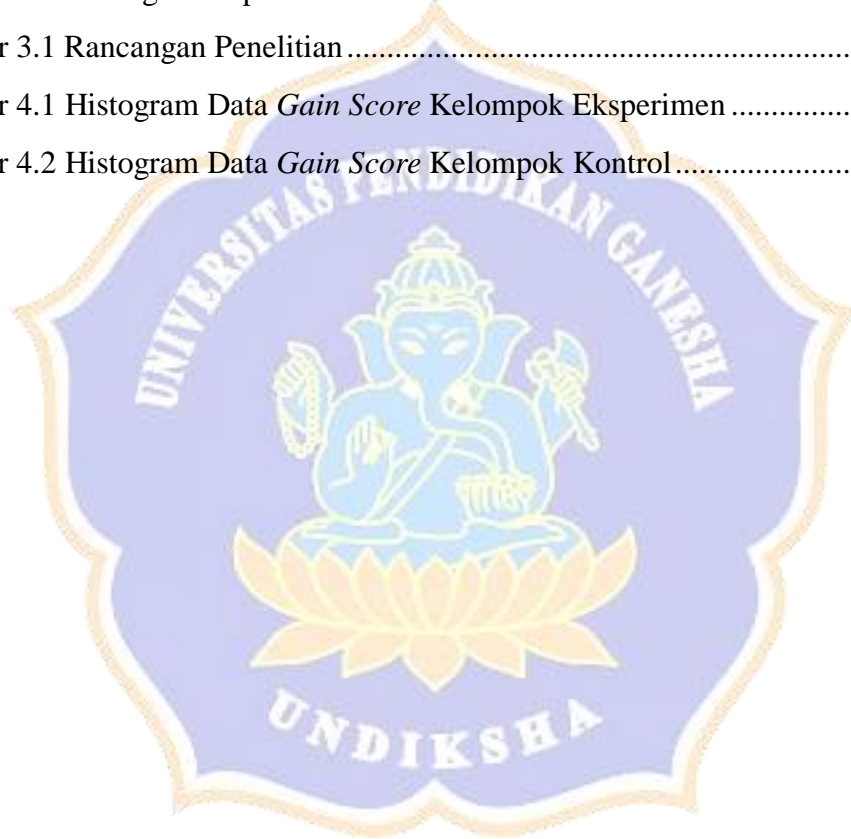 r 3.1 Rancangan Penelitian
r 4.1 Histogram Data Gain Score Kelompok Eksperimen
r 4.2 Histogram Data Gain Score Kelompok Kontrol
UNIVERSITAS PENDIDIKAN GANESHA
UNDIKSHA